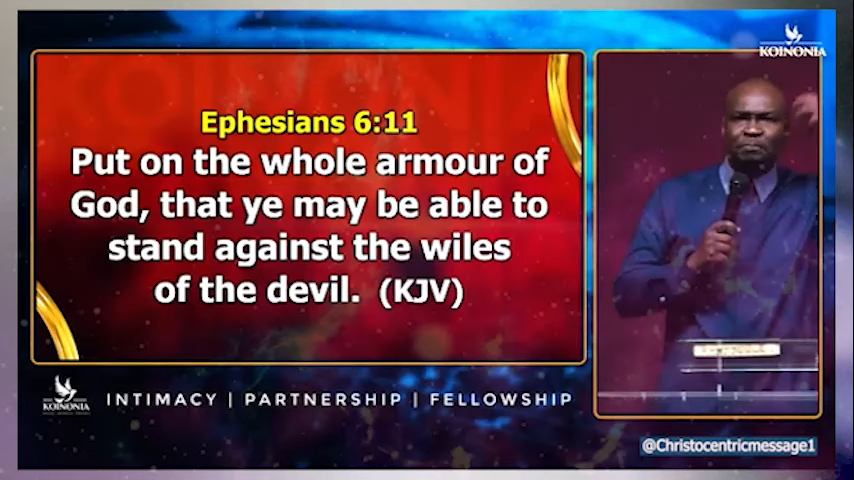 KOINONIA
Ephesians 6:11
Put on the whole armour of
God, that ye may be able to
stand against the wiles
of the devil. (KJV)
KOINONIA
INTIMACY | PARTNERSHIP | FELLOWSHIP
@Christocentricmessage1